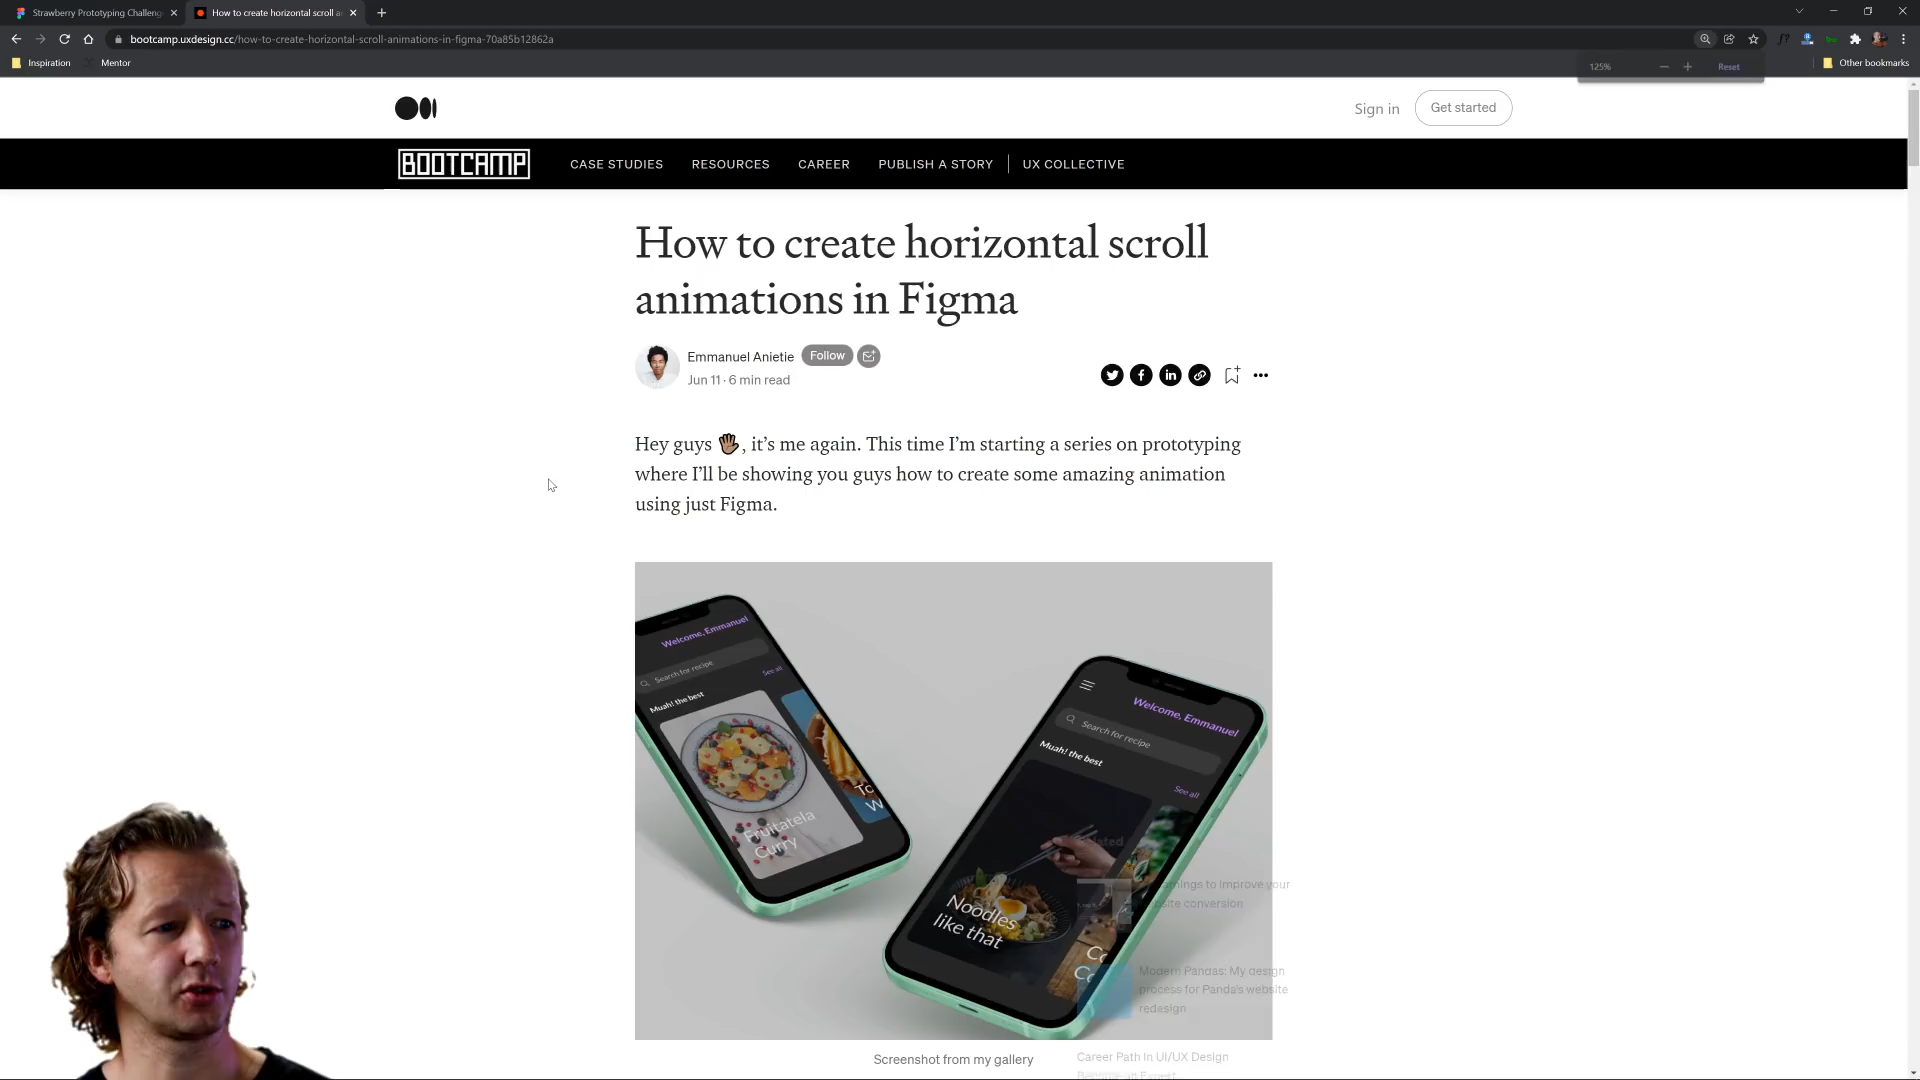 Strawberry Prototyping Challeng
How to create horizontal scroll a
bootcamp.uxdesign.cc/how-to-create-horizontal-scroll-animations-in-figma-70a85b12862a
Inspiration
Mentor
125%
Reset
Other bookmarks
Sign in
Get started
BOOTCAMP
CASE STUDIES
RESOURCES
CAREER
PUBLISH A STORY
UX COLLECTIVE
How to create horizontal scroll
animations in Figma
Emmanuel Anietie
Follow
Jun 11 · 6 min read
Hey guys 🖐🏽, it’s me again. This time I’m starting a series on prototyping
where I’ll be showing you guys how to create some amazing animation
using just Figma.
Welcome, Emmanuel
Search for recipe
See all
Muah! the best
Fruitatela
Curry
To
W
Welcome, Emmanuel
Search for recipe
Muah! the best
See all
Noodles
like that
Co
Co
to improve your
conversion
Modern Pandas: My design
process for Panda's website
redesign
Screenshot from my gallery
Career Path in UI/UX Design